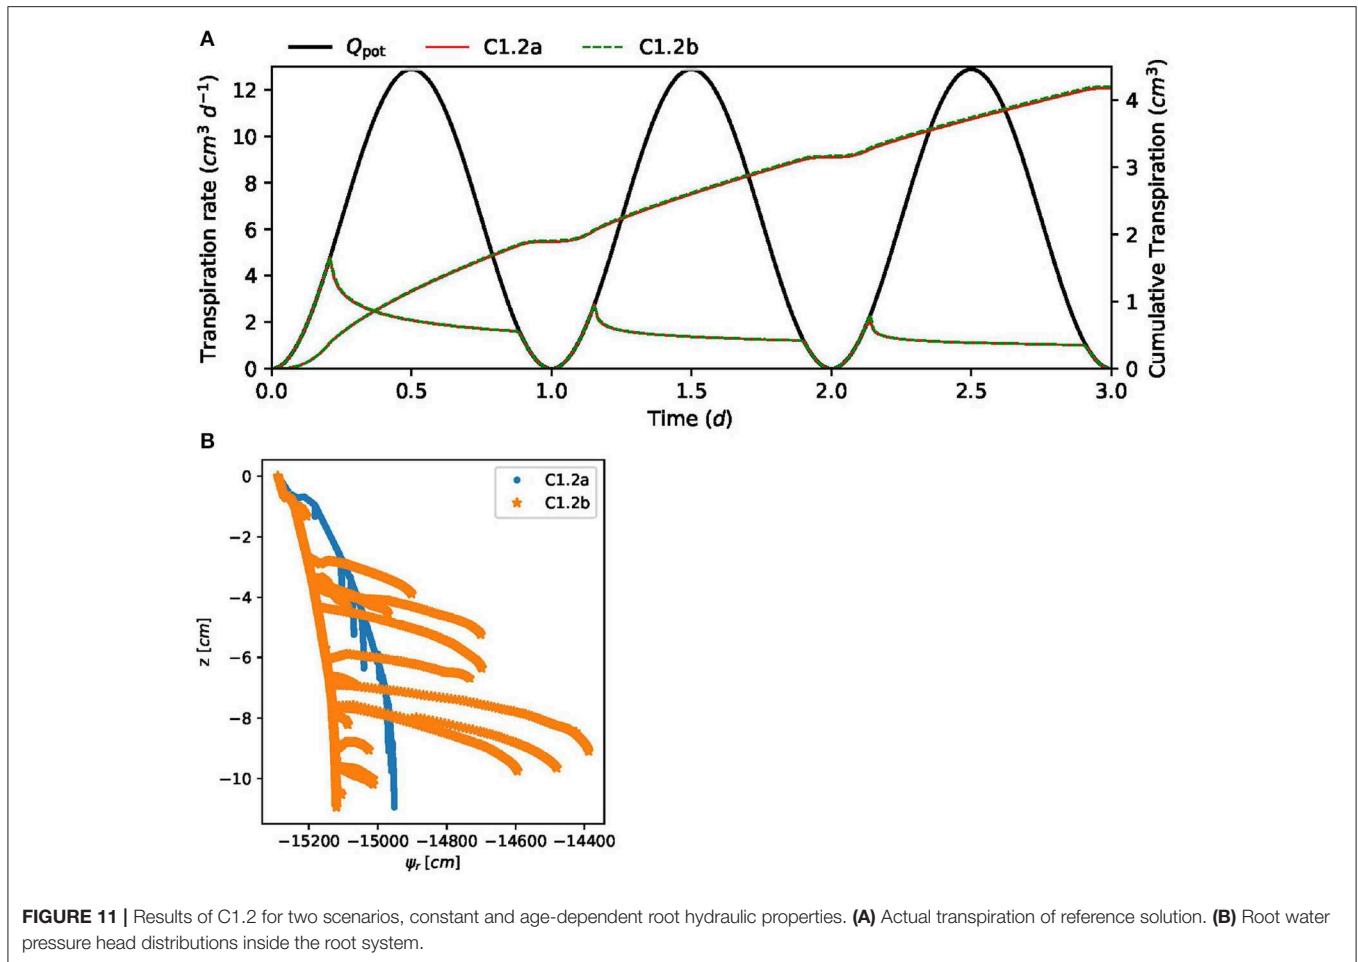 A
Q_pot C1.2a C1.2b
Transpiration rate (cm³ d⁻¹)
12
10
8
6
4
2
0
Cumulative Transpiration (cm³)
4
3
2
1
0
0.0 0.5 1.0 1.5 2.0 2.5 3.0
Time (d)
B
C1.2a
C1.2b
z [cm]
0
−2
−4
−6
−8
−10
−15200 −15000 −14800 −14600 −14400
ψ_r [cm]
FIGURE 11 | Results of C1.2 for two scenarios, constant and age-dependent root hydraulic properties. (A) Actual transpiration of reference solution. (B) Root water
pressure head distributions inside the root system.